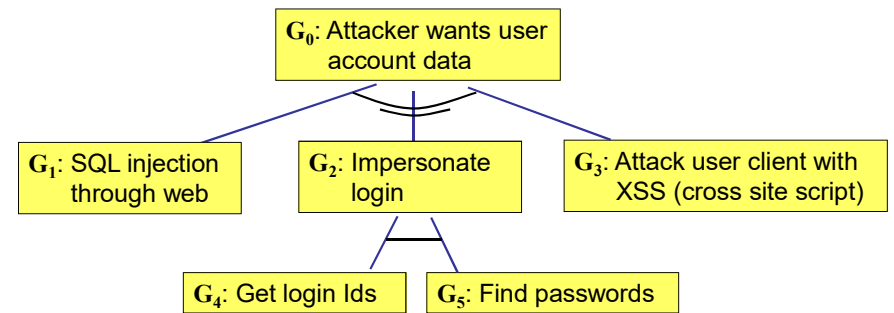 G₀: Attacker wants user
account data
G₁: SQL injection
through web
G₂: Impersonate
login
G₃: Attack user client with
XSS (cross site script)
G₄: Get login Ids
G₅: Find passwords